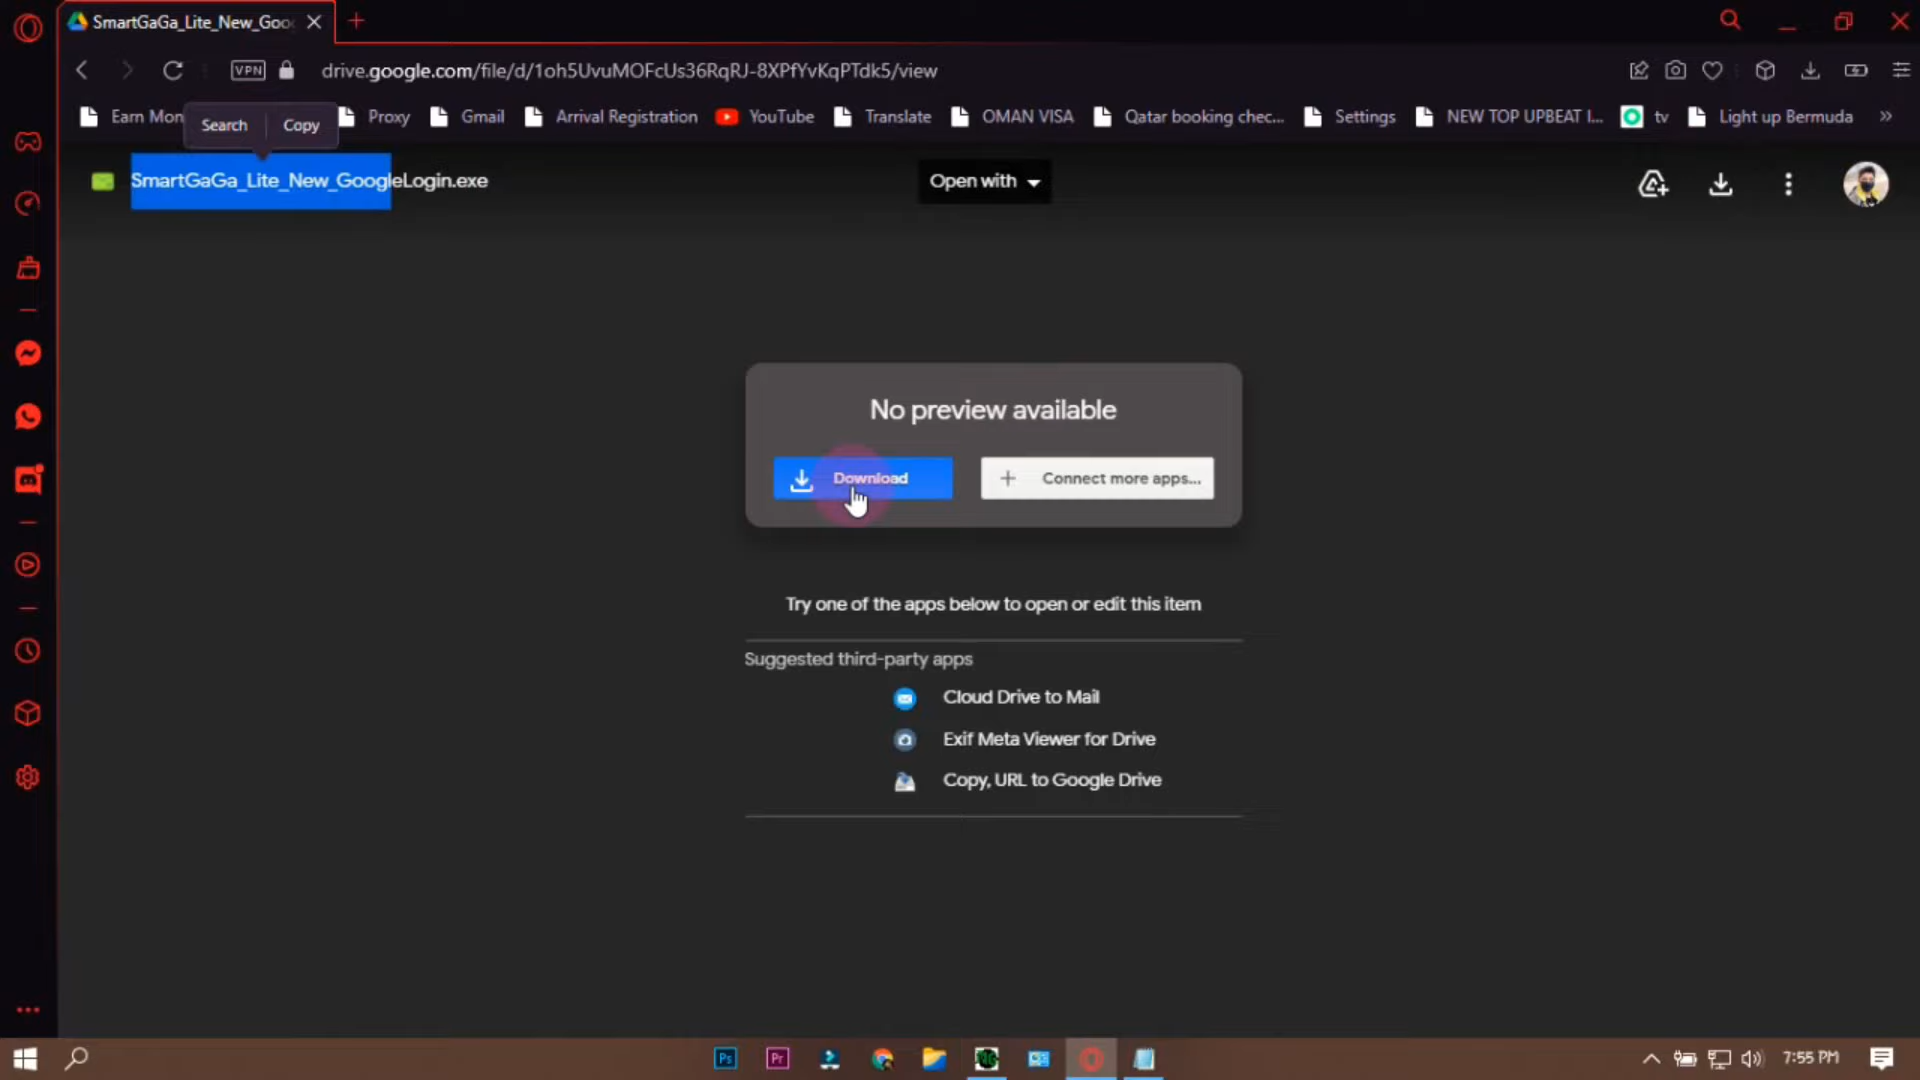 SmartGaGa_Lite_New_Goo
VPN
drive.google.com/file/d/1oh5UvuMOFcUs36RqRJ-8XPfYvKqPTdk5/view
Earn Mon
Search
Copy
Proxy
Gmail
Arrival Registration
YouTube
Translate
OMAN VISA
Qatar booking chec...
Settings
NEW TOP UPBEAT I...
tv
Light up Bermuda
»
SmartGaGa_Lite_New_GoogleLogin.exe
Open with
No preview available
Download
Connect more apps...
Try one of the apps below to open or edit this item
Suggested third-party apps
Cloud Drive to Mail
Exif Meta Viewer for Drive
Copy, URL to Google Drive
Ps
Pr
7:55 PM